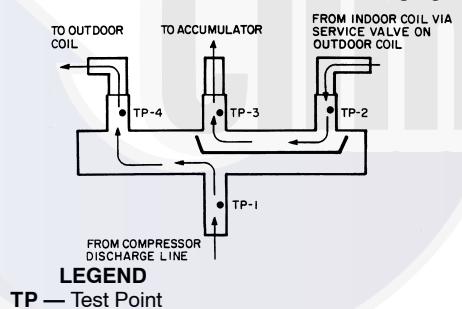 TO OUTDOOR
COIL
TO ACCUMULATOR
FROM INDOOR COIL VIA
SERVICE VALVE ON
OUTDOOR COIL
TP-4
TP-3
TP-2
TP-1
FROM COMPRESSOR
DISCHARGE LINE
LEGEND
TP — Test Point